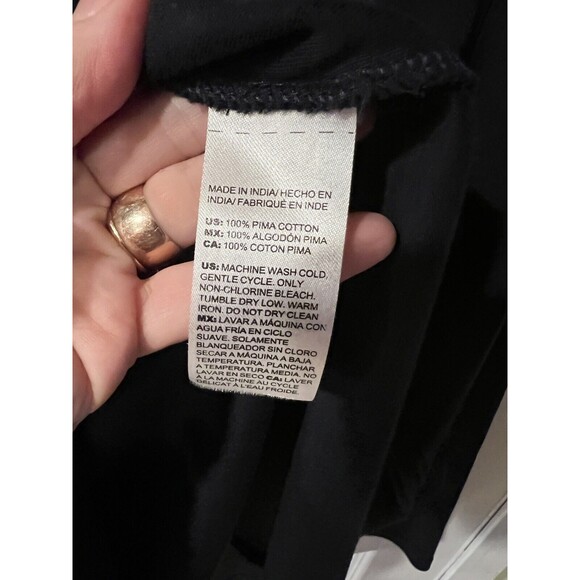 MADE IN INDIA/ HECHO EN
INDIA/ FABRIQUÉ EN INDE
US: 100% PIMA COTTON
MX: 100% ALGODÓN PIMA
CA: 100% COTON PIMA
US: MACHINE WASH COLD,
GENTLE CYCLE. ONLY
NON-CHLORINE BLEACH.
TUMBLE DRY LOW. WARM
IRON. DO NOT DRY CLEAN
MX: LAVAR A MÁQUINA CON
AGUA FRÍA EN CICLO
SUAVE. SOLAMENTE
BLANQUEADOR SIN CLORO
SECAR A MÁQUINA A BAJA
TEMPERATURA. PLANCHAR
A TEMPERATURA MEDIA. NO
LAVAR EN SECO CA: LAVER
À LA MACHINE AU CYCLE
DÉLICAT À L'EAU FROIDE.